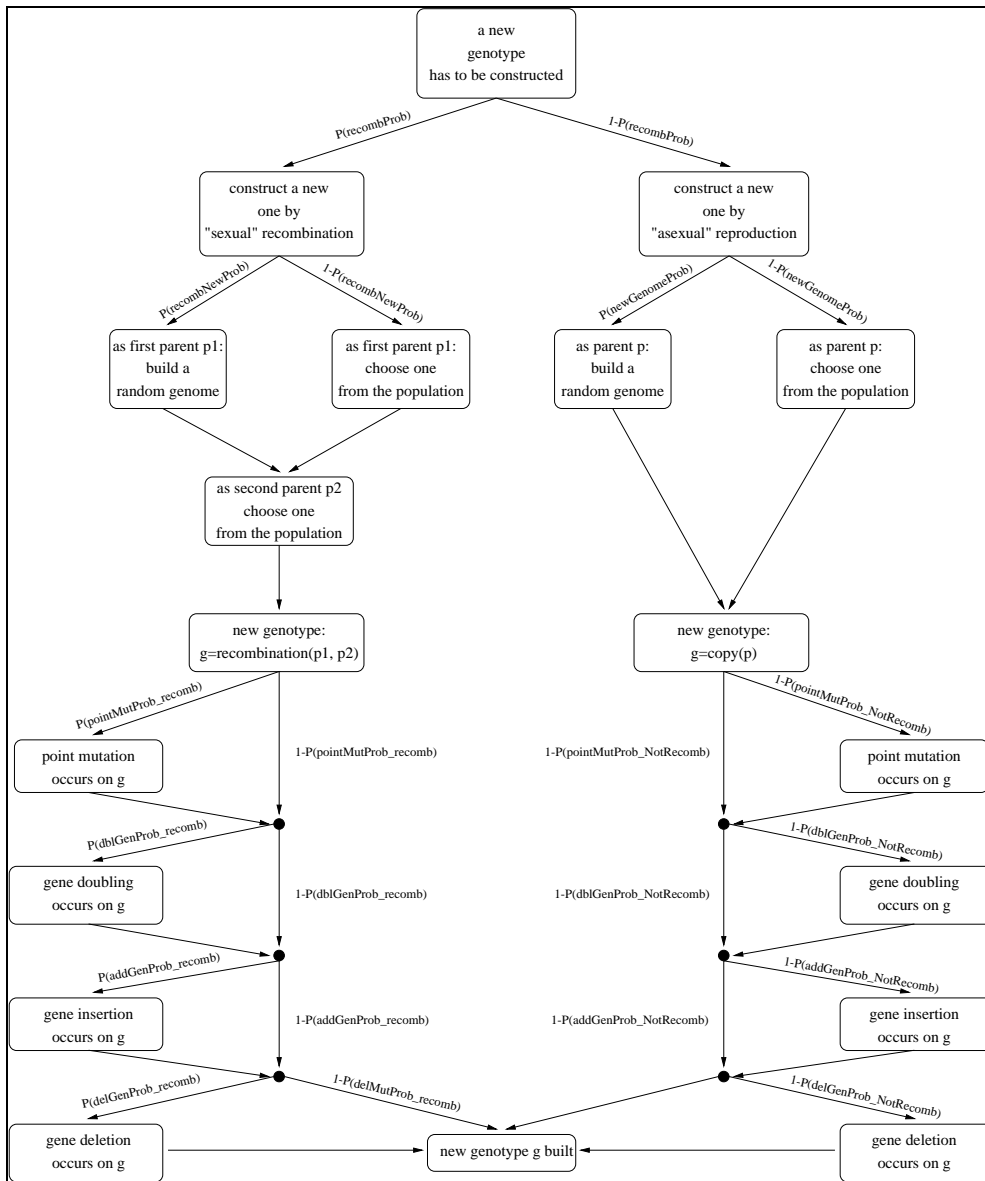 a new
genotype
has to be constructed
P(recombProb)
1-P(recombProb)
construct a new
one by
"sexual" recombination
construct a new
one by
"asexual" reproduction
P(recombNewProb)
1-P(recombNewProb)
P(newGenomeProb)
1-P(newGenomeProb)
as first parent p1:
build a
random genome
as first parent p1:
choose one
from the population
as parent p:
build a
random genome
as parent p:
choose one
from the population
as second parent p2
choose one
from the population
new genotype:
g=recombination(p1, p2)
new genotype:
g=copy(p)
P(pointMutProb_recomb)
1-P(pointMutProb_recomb)
1-P(pointMutProb_NotRecomb)
1-P(pointMutProb_NotRecomb)
point mutation
occurs on g
point mutation
occurs on g
P(dblGenProb_recomb)
1-P(dblGenProb_NotRecomb)
gene doubling
occurs on g
1-P(dblGenProb_recomb)
1-P(dblGenProb_NotRecomb)
gene doubling
occurs on g
P(addGenProb_recomb)
1-P(addGenProb_NotRecomb)
gene insertion
occurs on g
1-P(addGenProb_recomb)
1-P(addGenProb_NotRecomb)
gene insertion
occurs on g
P(delGenProb_recomb)
1-P(delMutProb_recomb)
1-P(delGenProb_NotRecomb)
gene deletion
occurs on g
new genotype g built
gene deletion
occurs on g